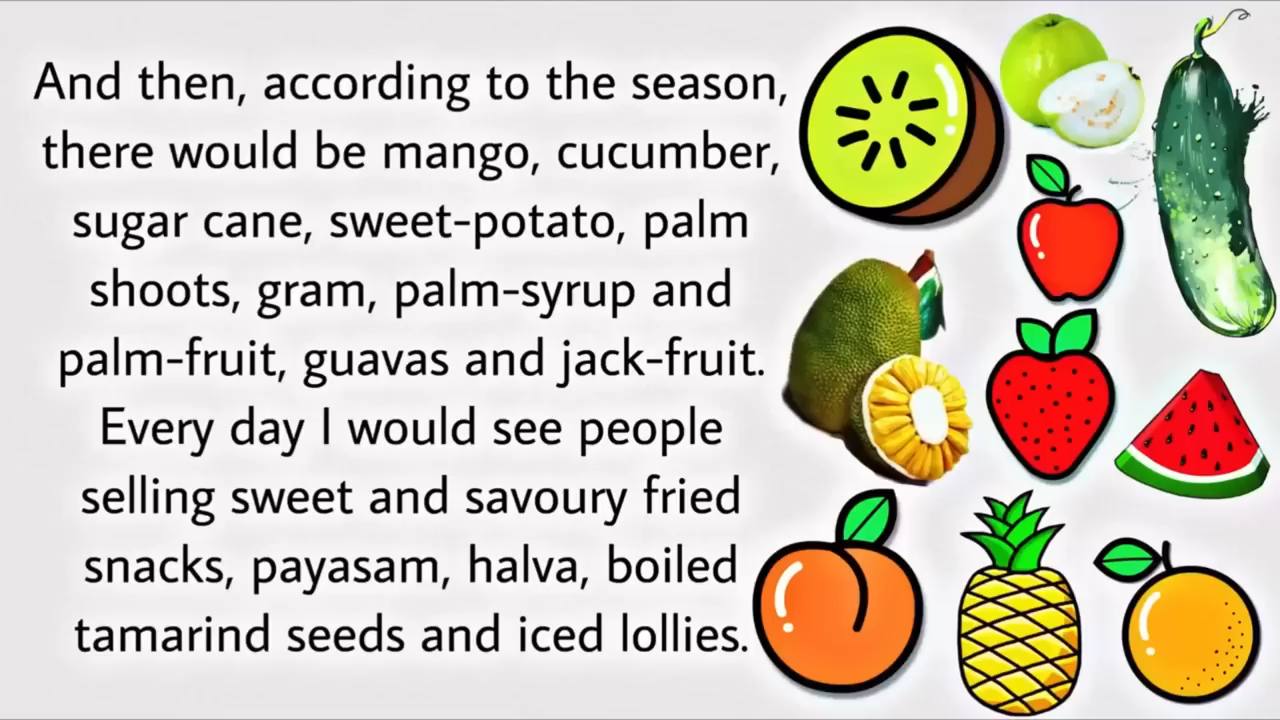 And then, according to the season,
there would be mango, cucumber,
sugar cane, sweet-potato, palm
shoots, gram, palm-syrup and
palm-fruit, guavas and jack-fruit.
Every day I would see people
selling sweet and savoury fried
snacks, payasam, halva, boiled
tamarind seeds and iced lollies.